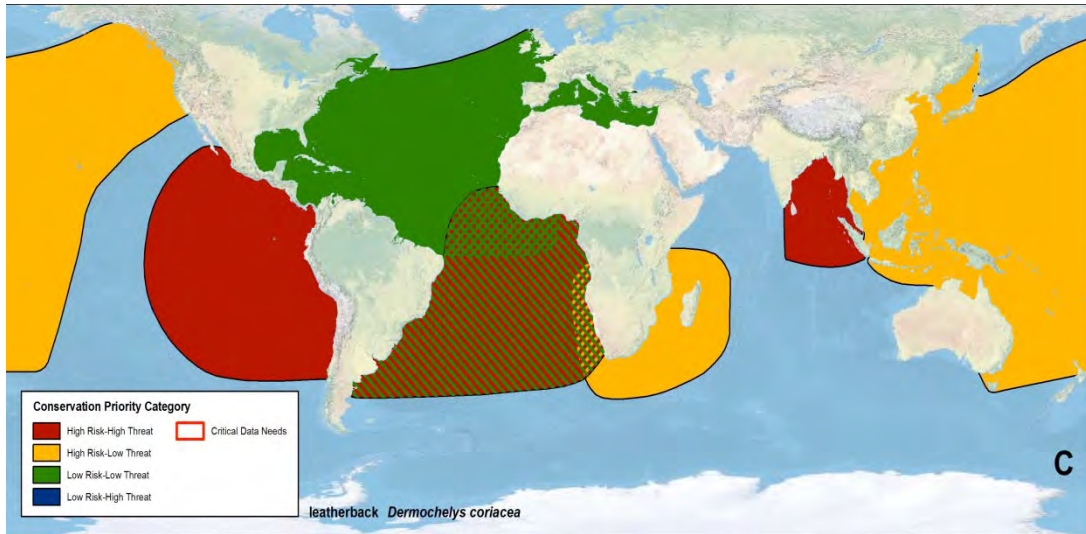 Conservation Priority Category
High Risk-High Threat
Critical Data Needs
High Risk-Low Threat
Low Risk-Low Threat
Low Risk-High Threat
leatherback Dermochelys coriacea
C